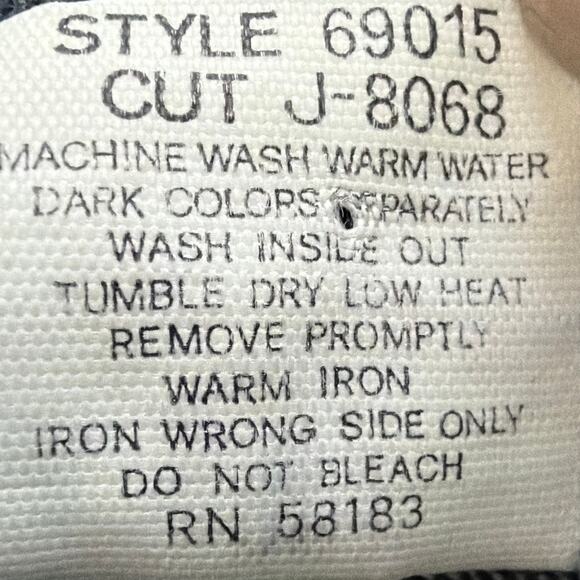 STYLE 69015
CUT J-8068
MACHINE WASH WARM WATER
DARK COLORS SEPARATELY
WASH INSIDE OUT
TUMBLE DRY LOW HEAT
REMOVE PROMPTLY
WARM IRON
IRON WRONG SIDE ONLY
DO NOT BLEACH
RN 58183